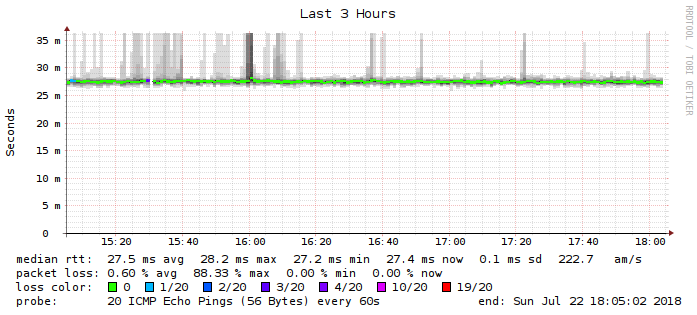 Last 3 Hours
RRDTOOL / TOBI OETIKER
Seconds
35 m
30 m
25 m
20 m
15 m
10 m
5 m
0
15:20 15:40 16:00 16:20 16:40 17:00 17:20 17:40 18:00
median rtt: 27.5 ms avg 28.2 ms max 27.2 ms min 27.4 ms now 0.1 ms sd 222.7 am/s
packet loss: 0.60 % avg 88.33 % max 0.00 % min 0.00 % now
loss color: 0 1/20 2/20 3/20 4/20 10/20 19/20
probe: 20 ICMP Echo Pings (56 Bytes) every 60s end: Sun Jul 22 18:05:02 2018